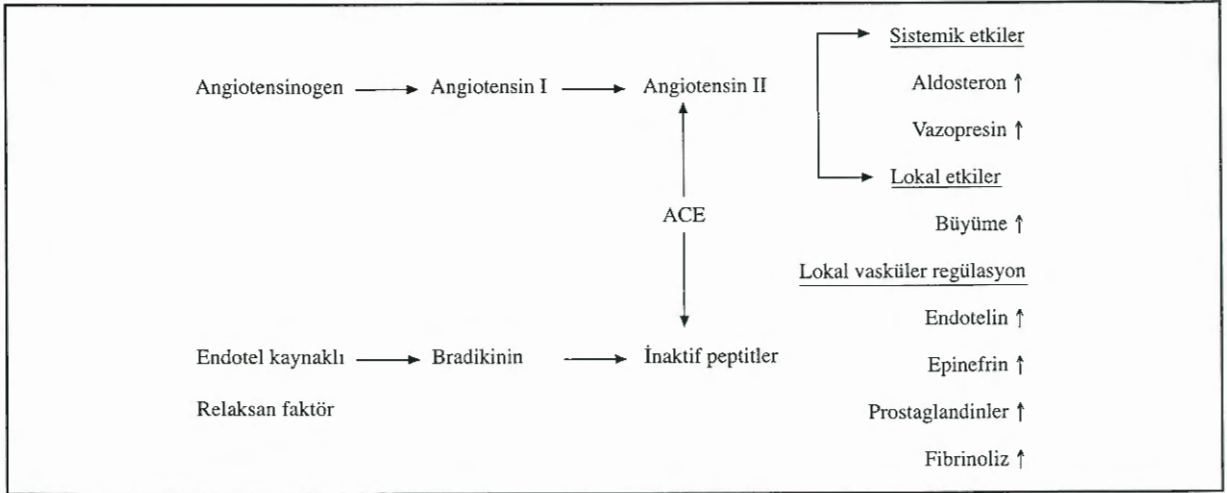 Sistemik etkiler
Angiotensinogen → Angiotensin I → Angiotensin II
Aldosteron ↑
Vazopresin ↑
Lokal etkiler
ACE
Büyüme ↑
Lokal vasküler regülasyon
Endotelin ↑
Endotel kaynaklı → Bradikinin → İnaktif peptitler
Epinefrin ↑
Relaksan faktör
Prostaglandinler ↑
Fibrinoliz ↑